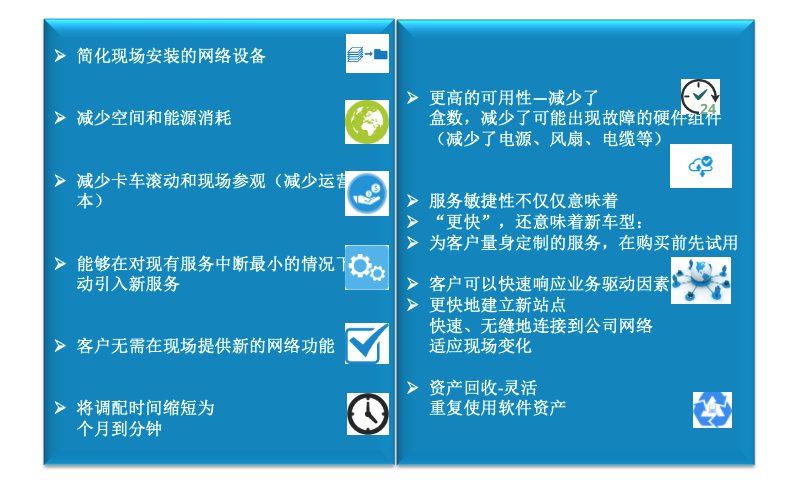 简化现场安装的网络设备
减少空间和能源消耗
减少卡车滚动和现场参观（减少运营
本）
能够在对现有服务中断最小的情况下
动引入新服务
客户无需在现场提供新的网络功能
将调配时间缩短为
个月到分钟
更高的可用性—减少了
盒数，减少了可能出现故障的硬件组件
（减少了电源、风扇、电缆等）
24
服务敏捷性不仅仅意味着
“更快”，还意味着新车型：
为客户量身定制的服务，在购买前先试用
客户可以快速响应业务驱动因素
更快地建立新站点
快速、无缝地连接到公司网络
适应现场变化
资产回收-灵活
重复使用软件资产